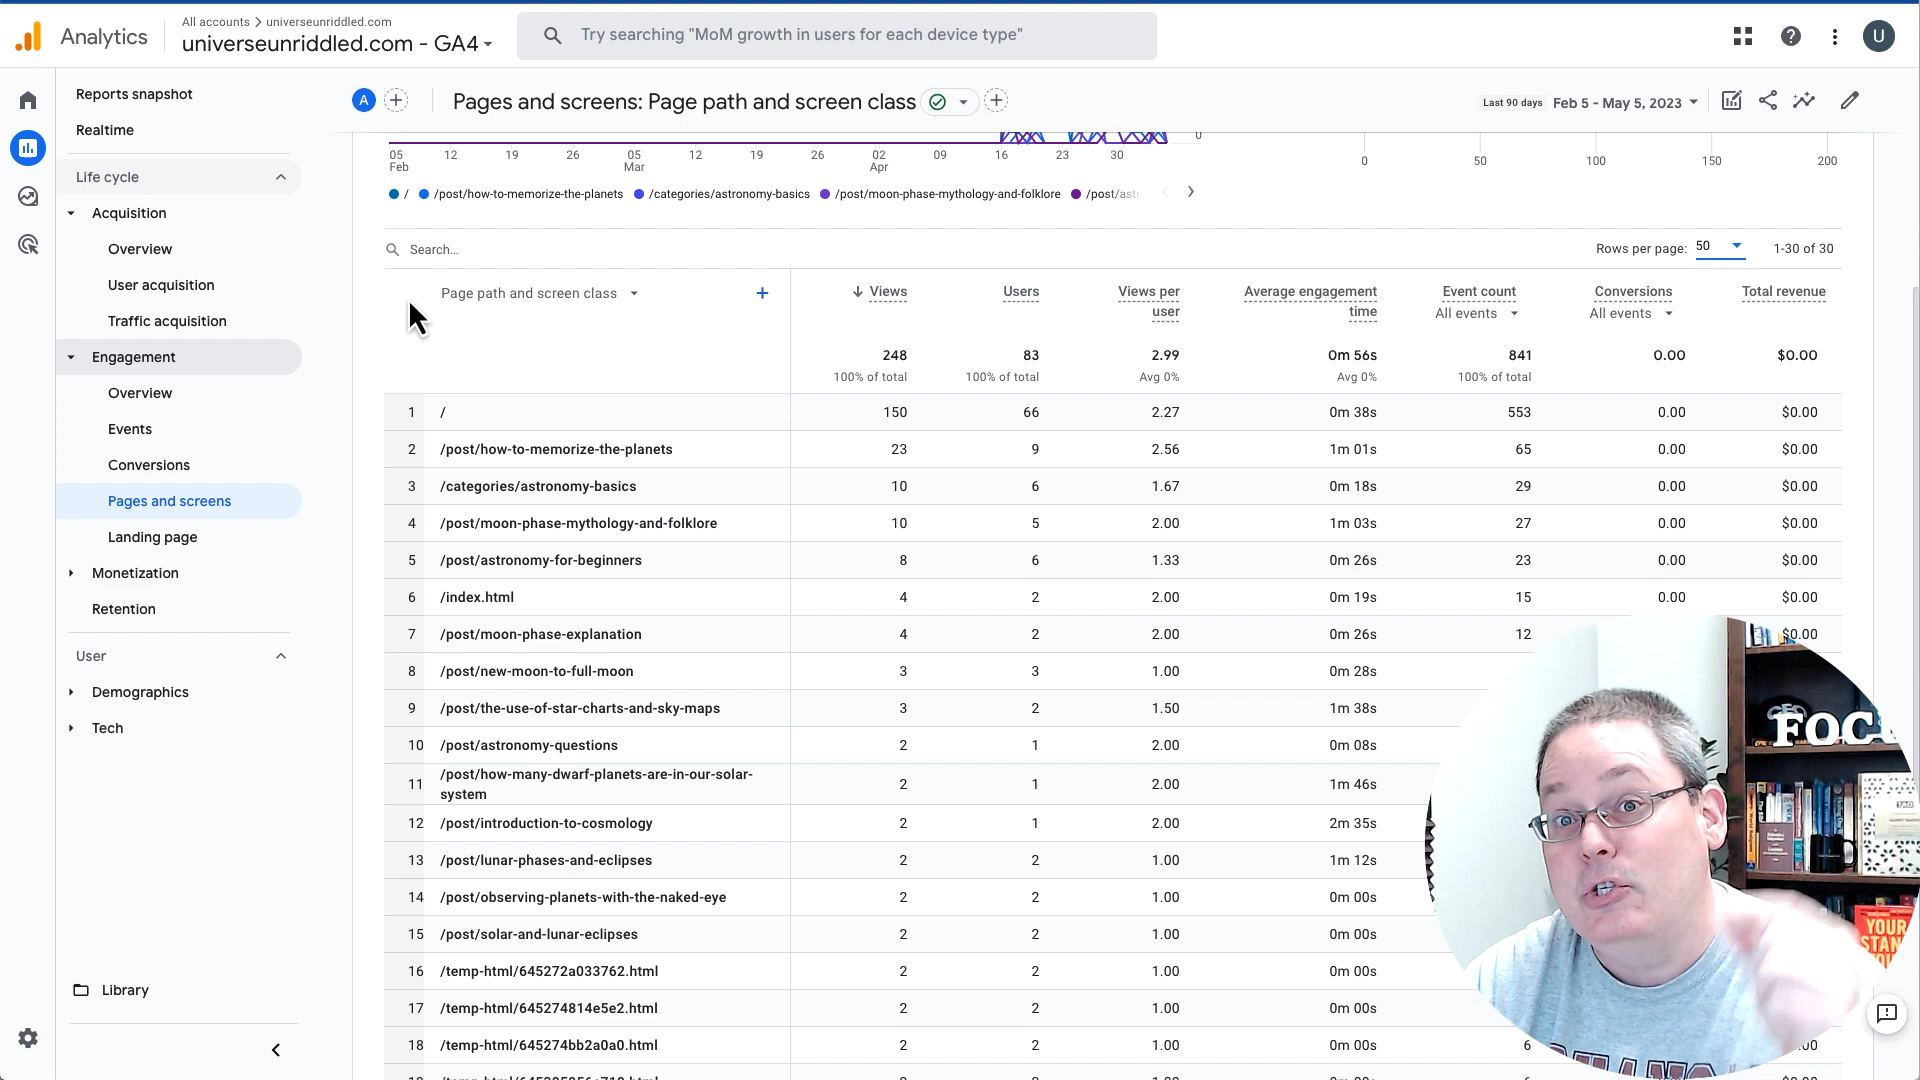 All accounts > universeunriddled.com
Analytics
universeunriddled.com - GA4
Try searching "MoM growth in users for each device type"
U
Reports snapshot
Realtime
Life cycle
Acquisition
Overview
User acquisition
Traffic acquisition
Engagement
Overview
Events
Conversions
Pages and screens
Landing page
Monetization
Retention
User
Demographics
Tech
Library
A
Pages and screens: Page path and screen class
Last 90 days Feb 5 - May 5, 2023
0
05 12 19 26 05 12 19 26 02 09 16 23 30
Feb Mar Apr
0 50 100 150 200
/ /post/how-to-memorize-the-planets /categories/astronomy-basics /post/moon-phase-mythology-and-folklore /post/astr
Search...
Rows per page: 50 1-30 of 30
Page path and screen class + Views Users Views per user Average engagement time Event count Conversions Total revenue
All events All events
248 83 2.99 0m 56s 841 0.00 $0.00
100% of total 100% of total Avg 0% Avg 0% 100% of total
1 / 150 66 2.27 0m 38s 553 0.00 $0.00
2 /post/how-to-memorize-the-planets 23 9 2.56 1m 01s 65 0.00 $0.00
3 /categories/astronomy-basics 10 6 1.67 0m 18s 29 0.00 $0.00
4 /post/moon-phase-mythology-and-folklore 10 5 2.00 1m 03s 27 0.00 $0.00
5 /post/astronomy-for-beginners 8 6 1.33 0m 26s 23 0.00 $0.00
6 /index.html 4 2 2.00 0m 19s 15 0.00 $0.00
7 /post/moon-phase-explanation 4 2 2.00 0m 26s 12 $0.00
8 /post/new-moon-to-full-moon 3 3 1.00 0m 28s
9 /post/the-use-of-star-charts-and-sky-maps 3 2 1.50 1m 38s
10 /post/astronomy-questions 2 1 2.00 0m 08s
11 /post/how-many-dwarf-planets-are-in-our-solar-
system 2 1 2.00 1m 46s
12 /post/introduction-to-cosmology 2 1 2.00 2m 35s
13 /post/lunar-phases-and-eclipses 2 2 1.00 1m 12s
14 /post/observing-planets-with-the-naked-eye 2 2 1.00 0m 00s
15 /post/solar-and-lunar-eclipses 2 2 1.00 0m 00s
16 /temp-html/645272a033762.html 2 2 1.00 0m 00s
17 /temp-html/645274814e5e2.html 2 2 1.00 0m 00s
18 /temp-html/645274bb2a0a0.html 2 2 1.00 0m 00s 6 .00
FOC
YOUR
STAN